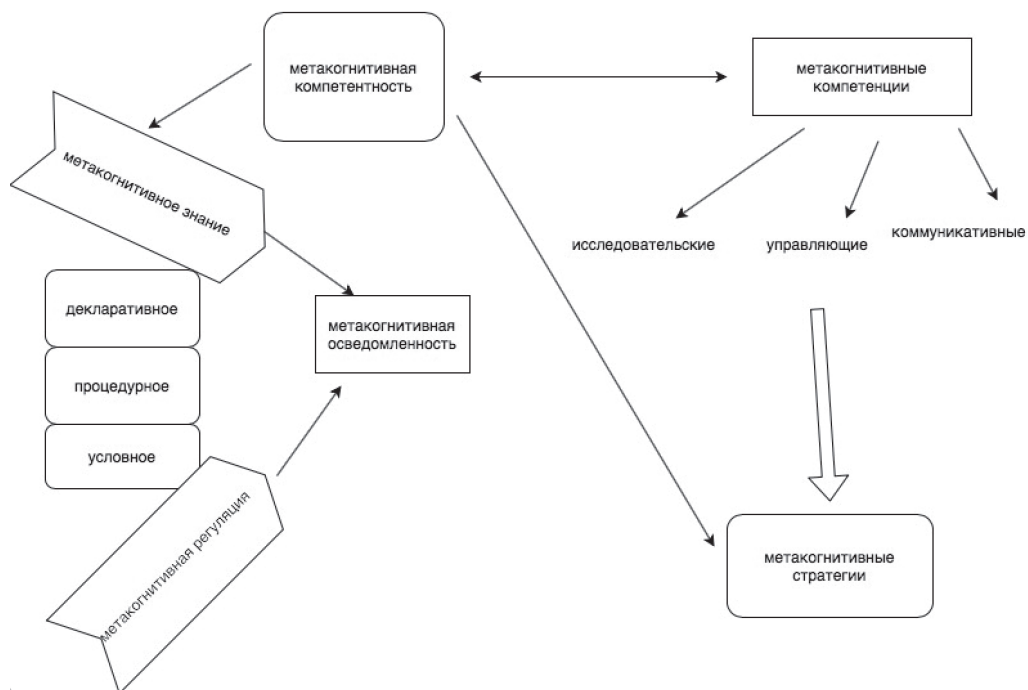 метакогнитивная
компетентность
метакогнитивные
компетенции
метакогнитивное знание
исследовательские
управляющие
коммуникативные
декларативное
процедурное
условное
метакогнитивная
осведомленность
метакогнитивная регуляция
метакогнитивные
стратегии